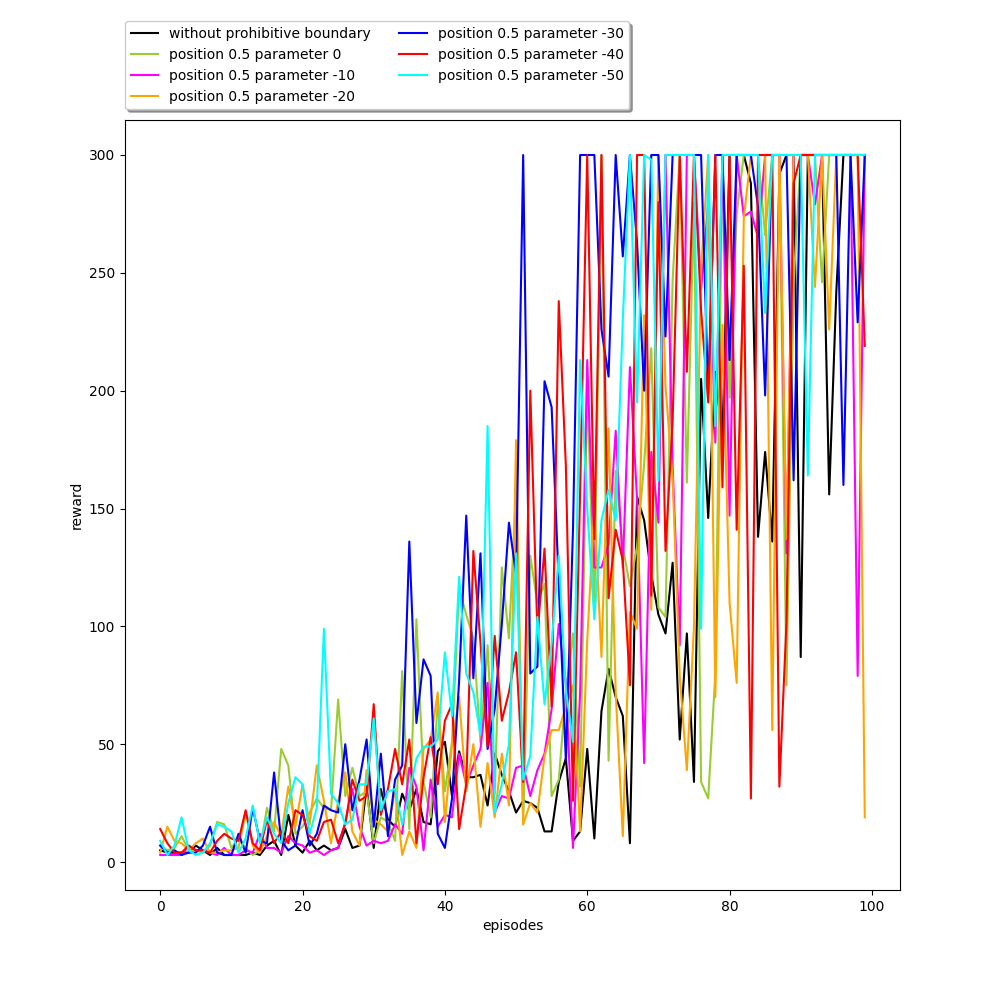 without prohibitive boundary
position 0.5 parameter 0
position 0.5 parameter -10
position 0.5 parameter -20
position 0.5 parameter -30
position 0.5 parameter -40
position 0.5 parameter -50
300
250
200
150
100
50
0
reward
0 20 40 60 80 100
episodes